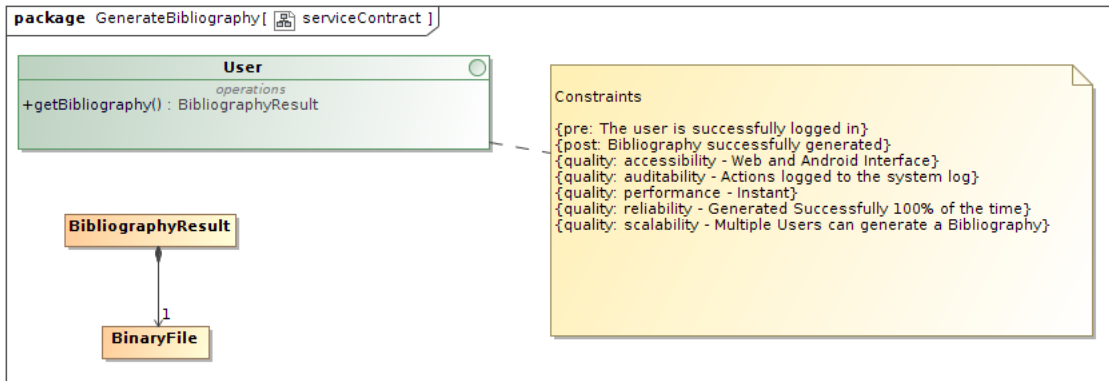 package GenerateBibliography[ serviceContract ]
User
operations
+getBibliography() : BibliographyResult
Constraints
{pre: The user is successfully logged in}
{post: Bibliography successfully generated}
{quality: accessibility - Web and Android Interface}
{quality: auditability - Actions logged to the system log}
{quality: performance - Instant}
{quality: reliability - Generated Successfully 100% of the time}
{quality: scalability - Multiple Users can generate a Bibliography}
BibliographyResult
1
BinaryFile